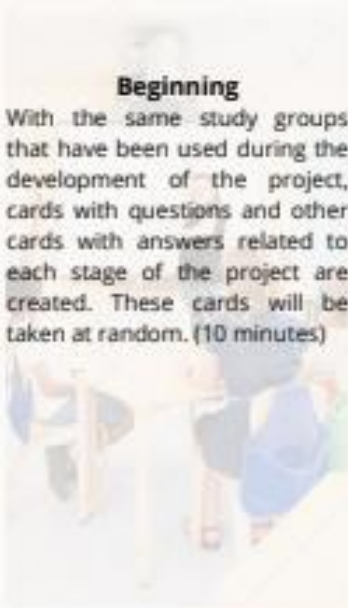 Beginning
With the same study groups
that have been used during the
development of the project,
cards with questions and other
cards with answers related to
each stage of the project are
created. These cards will be
taken at random. (10 minutes)